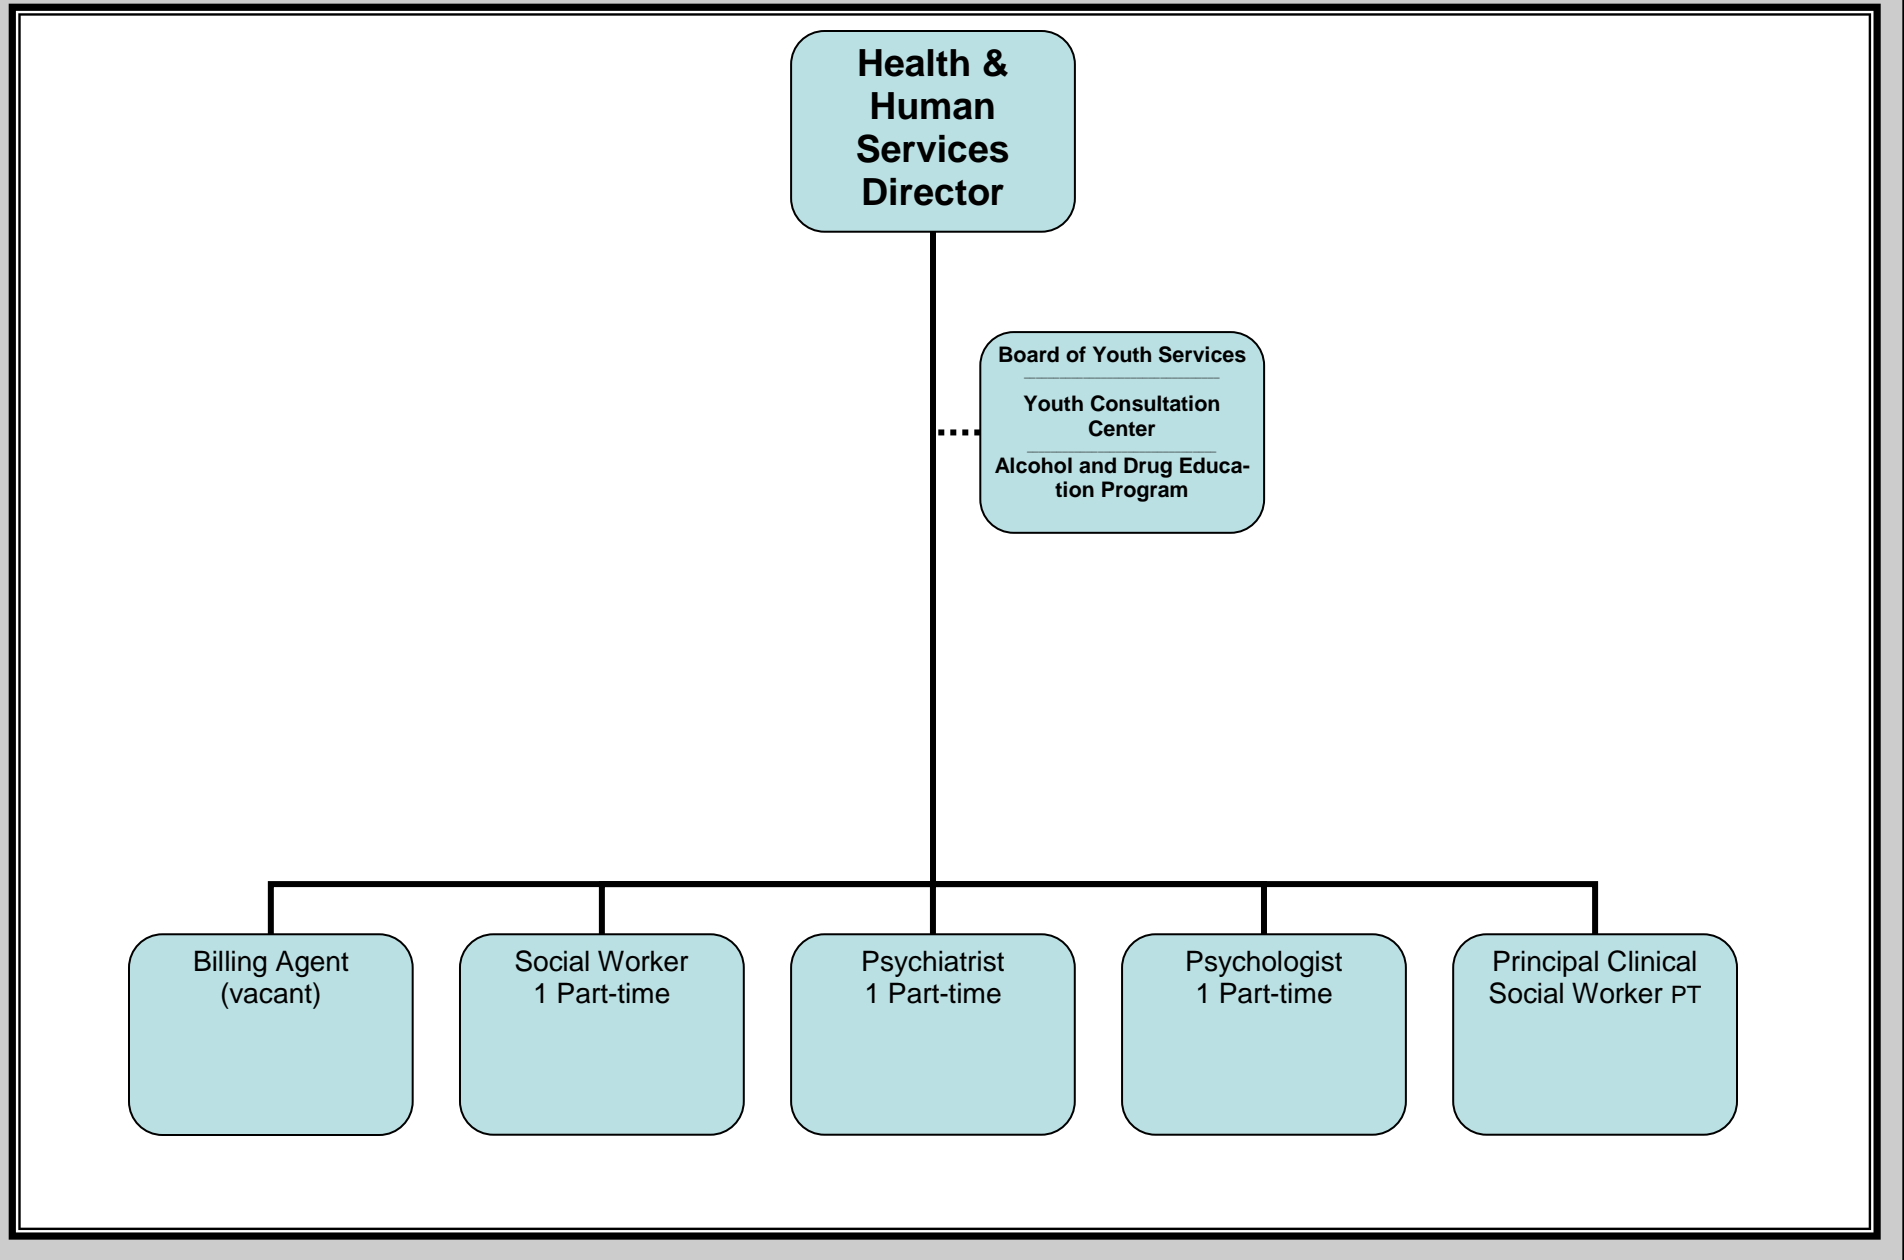 Health &
Human
Services
Director
Board of Youth Services
Youth Consultation
Center
Alcohol and Drug Educa-
tion Program
Billing Agent
(vacant)
Social Worker
1 Part-time
Psychiatrist
1 Part-time
Psychologist
1 Part-time
Principal Clinical
Social Worker PT